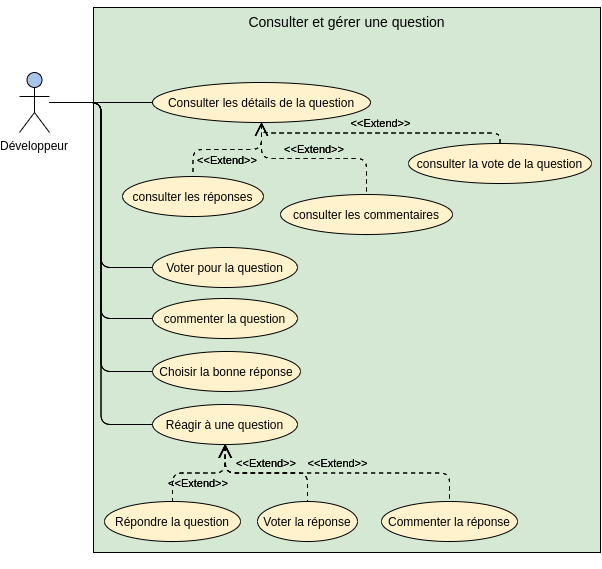 Consulter et gérer une question
Développeur
Consulter les détails de la question
<<Extend>>
<<Extend>>
<<Extend>>
consulter la vote de la question
consulter les réponses
consulter les commentaires
Voter pour la question
commenter la question
Choisir la bonne réponse
Réagir à une question
<<Extend>>
<<Extend>>
<<Extend>>
Répondre la question
Voter la réponse
Commenter la réponse